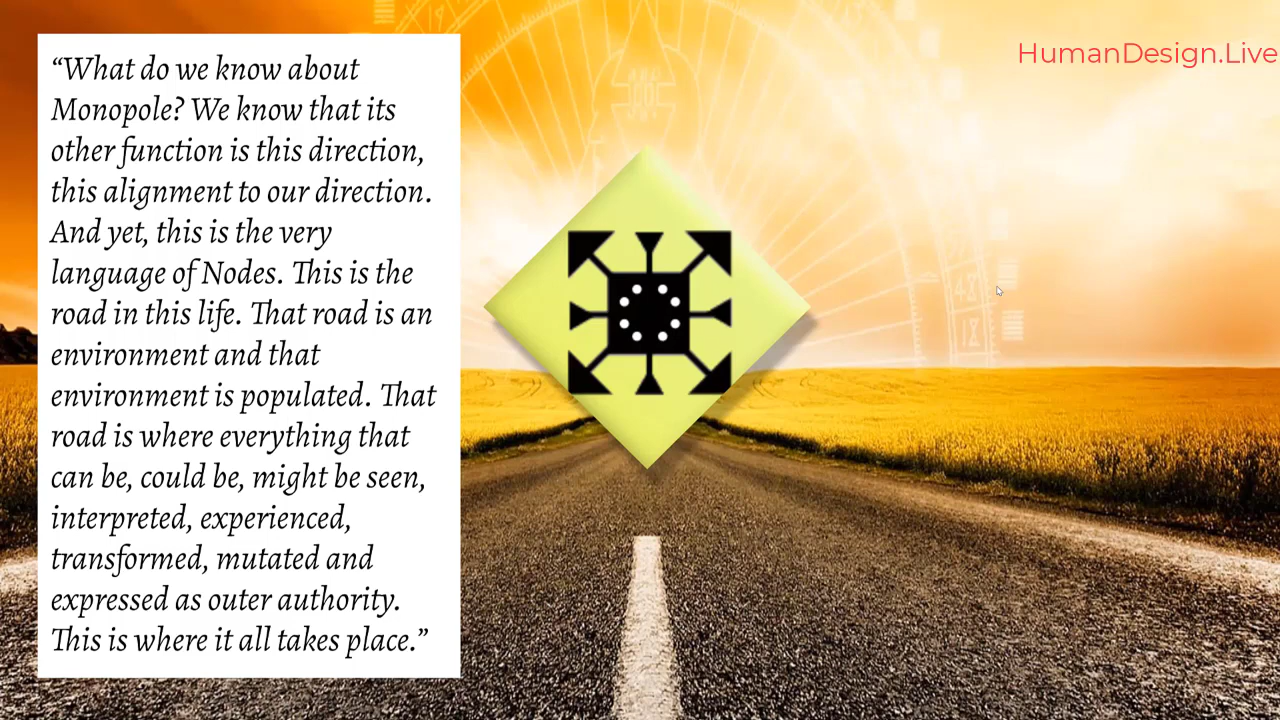 HumanDesign.Live
“What do we know about
Monopole? We know that its
other function is this direction,
this alignment to our direction.
And yet, this is the very
language of Nodes. This is the
road in this life. That road is an
environment and that
environment is populated. That
road is where everything that
can be, could be, might be seen,
interpreted, experienced,
transformed, mutated and
expressed as outer authority.
This is where it all takes place.”